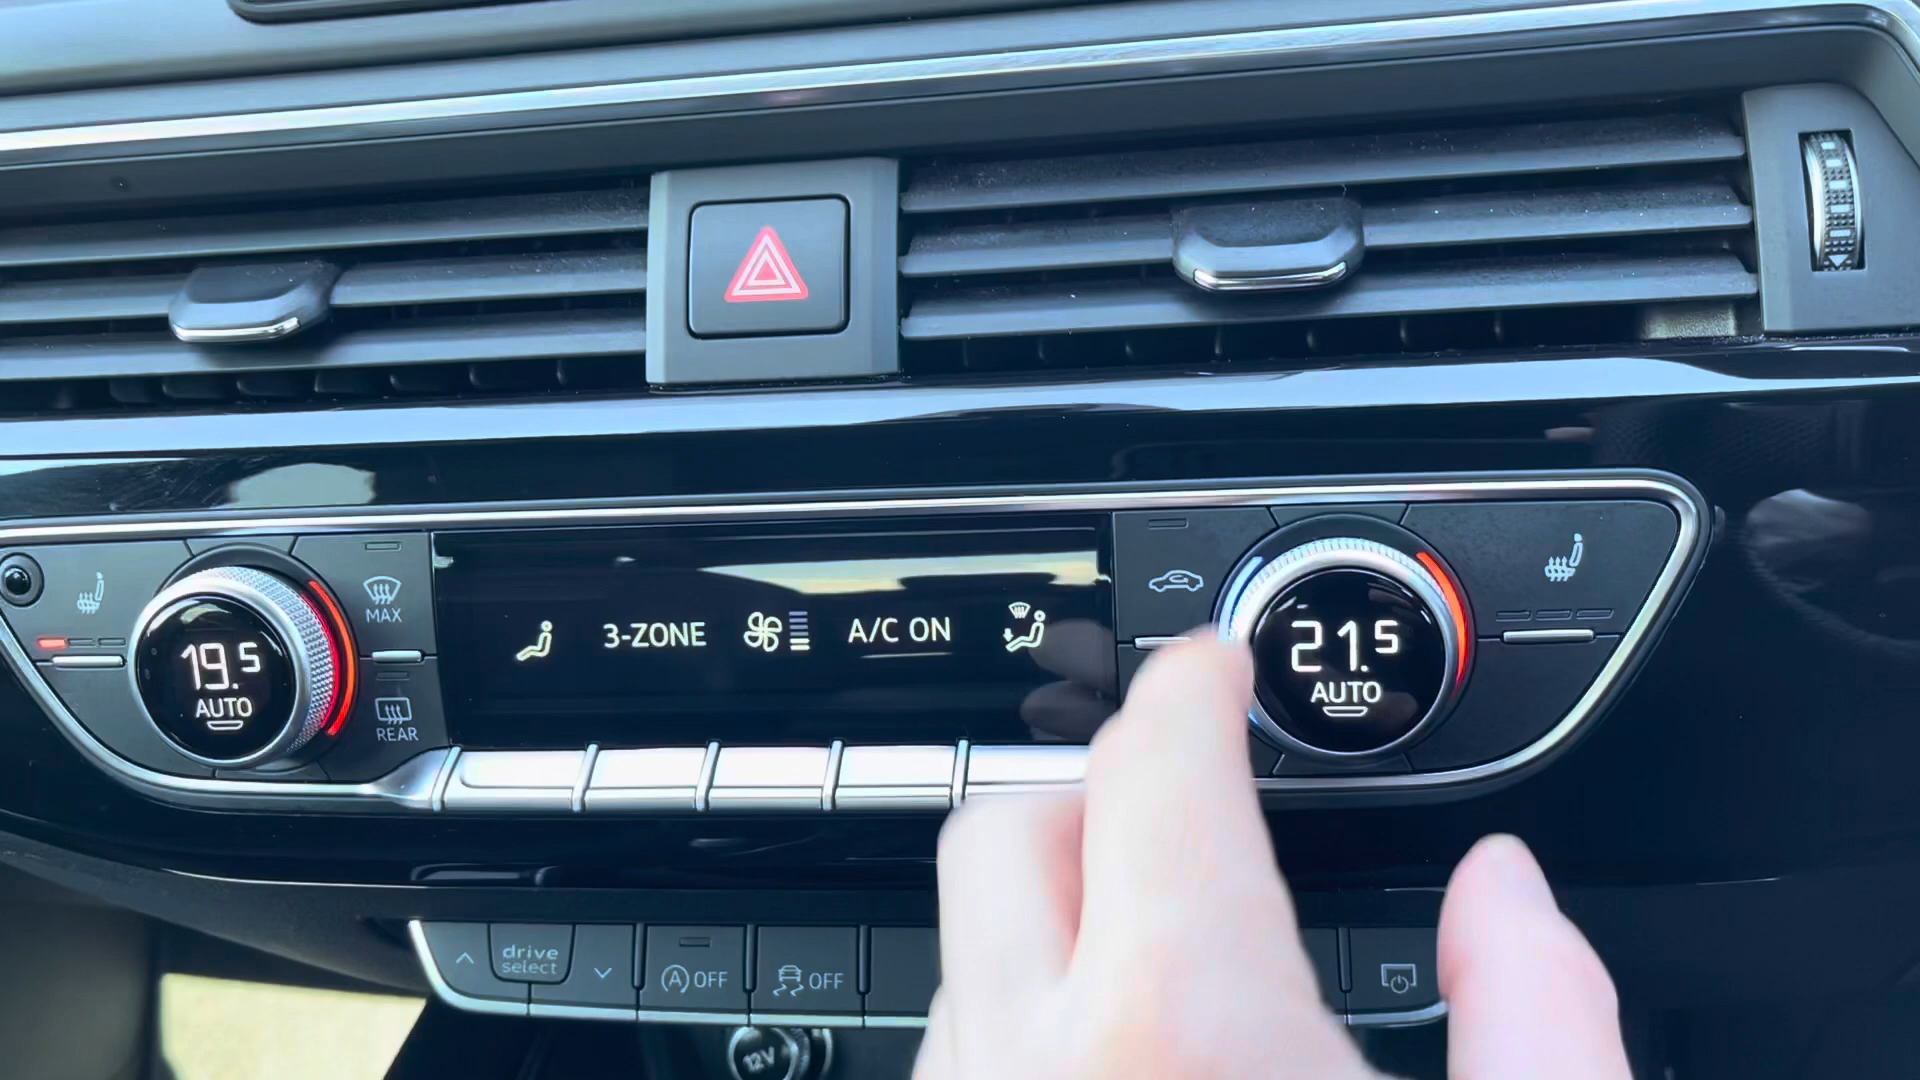 MAX
19.5
AUTO
REAR
3-ZONE
A/C ON
21.5
AUTO
drive
select
A OFF
OFF
12V